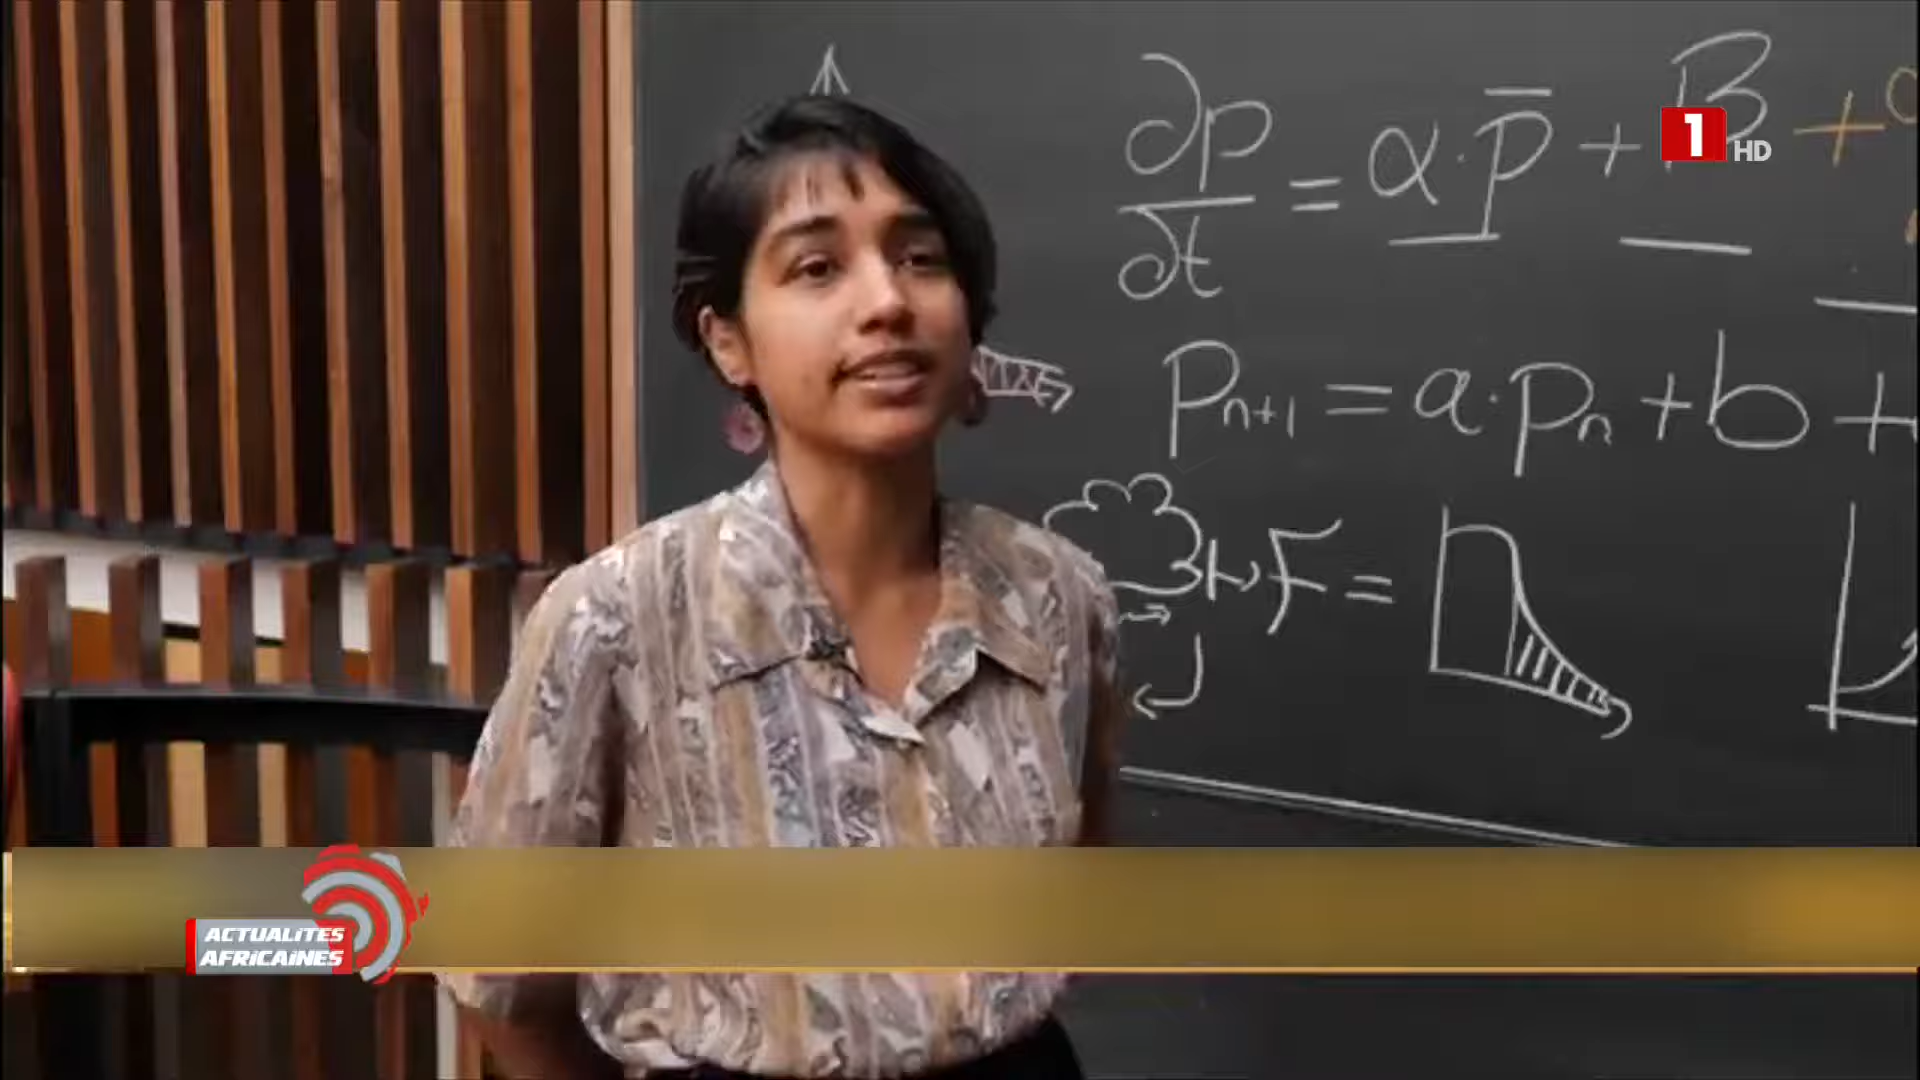 ∂p/∂t = α·p̄ + B +
1 HD
pₙ₊₁ = a·pₙ + b +
F =
ACTUALITES
AFRICAINES